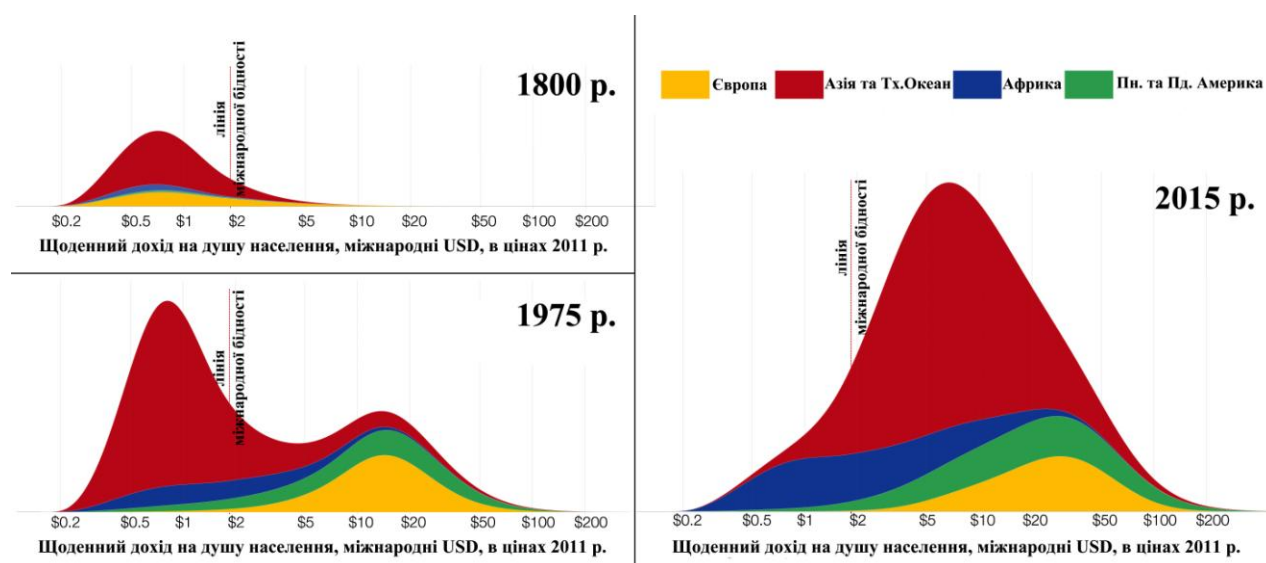 1800 р.
лінія
міжнародної бідності
$0.2 $0.5 $1 $2 $5 $10 $20 $50 $100 $200
Щоденний дохід на душу населення, міжнародні USD, в цінах 2011 р.
1975 р.
лінія
міжнародної бідності
$0.2 $0.5 $1 $2 $5 $10 $20 $50 $100 $200
Щоденний дохід на душу населення, міжнародні USD, в цінах 2011 р.
Європа Азія та Тх.Океан Африка Пн. та Пд. Америка
2015 р.
лінія
міжнародної бідності
$0.2 $0.5 $1 $2 $5 $10 $20 $50 $100 $200
Щоденний дохід на душу населення, міжнародні USD, в цінах 2011 р.